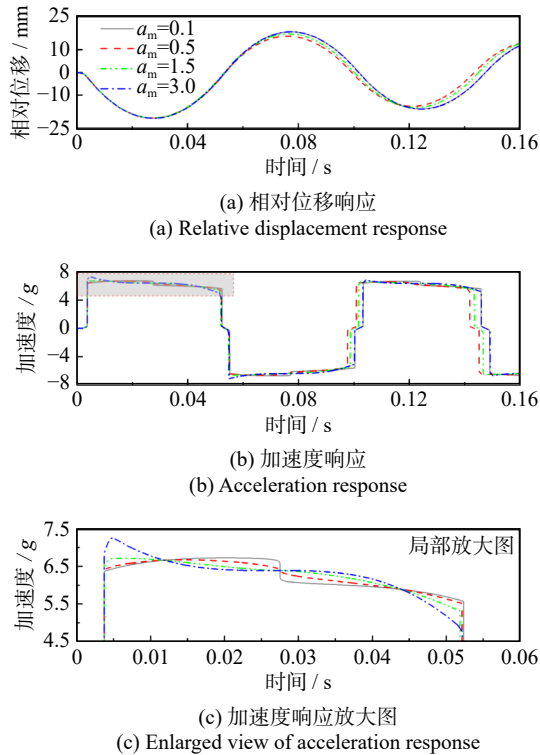 25
15
0
−10
−25
相对位移 / mm
a_m=0.1
a_m=0.5
a_m=1.5
a_m=3.0
0 0.04 0.08 0.12 0.16
时间 / s
(a) 相对位移响应
(a) Relative displacement response
8
4
0
−4
−8
加速度 / g
0 0.04 0.08 0.12 0.16
时间 / s
(b) 加速度响应
(b) Acceleration response
7.5
6.5
5.5
4.5
加速度 / g
局部放大图
0 0.01 0.02 0.03 0.04 0.05 0.06
时间 / s
(c) 加速度响应放大图
(c) Enlarged view of acceleration response